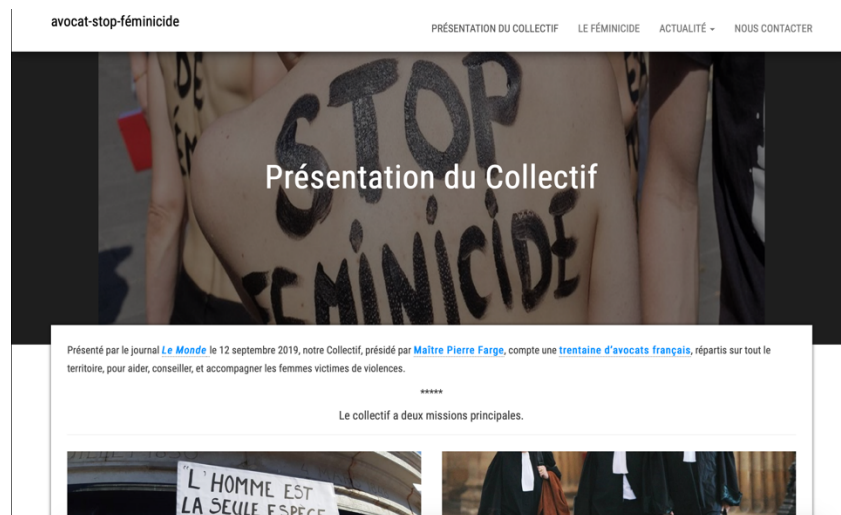 avocat-stop-féminicide
PRÉSENTATION DU COLLECTIF LE FÉMINICIDE ACTUALITÉ NOUS CONTACTER
DE
STOP
FÉMINICIDE
Présentation du Collectif
Présenté par le journal Le Monde le 12 septembre 2019, notre Collectif, présidé par Maître Pierre Farge, compte une trentaine d'avocats français, répartis sur tout le
territoire, pour aider, conseiller, et accompagner les femmes victimes de violences.
*****
Le collectif a deux missions principales.
"L'HOMME EST
LA SEULE ESPÈCE